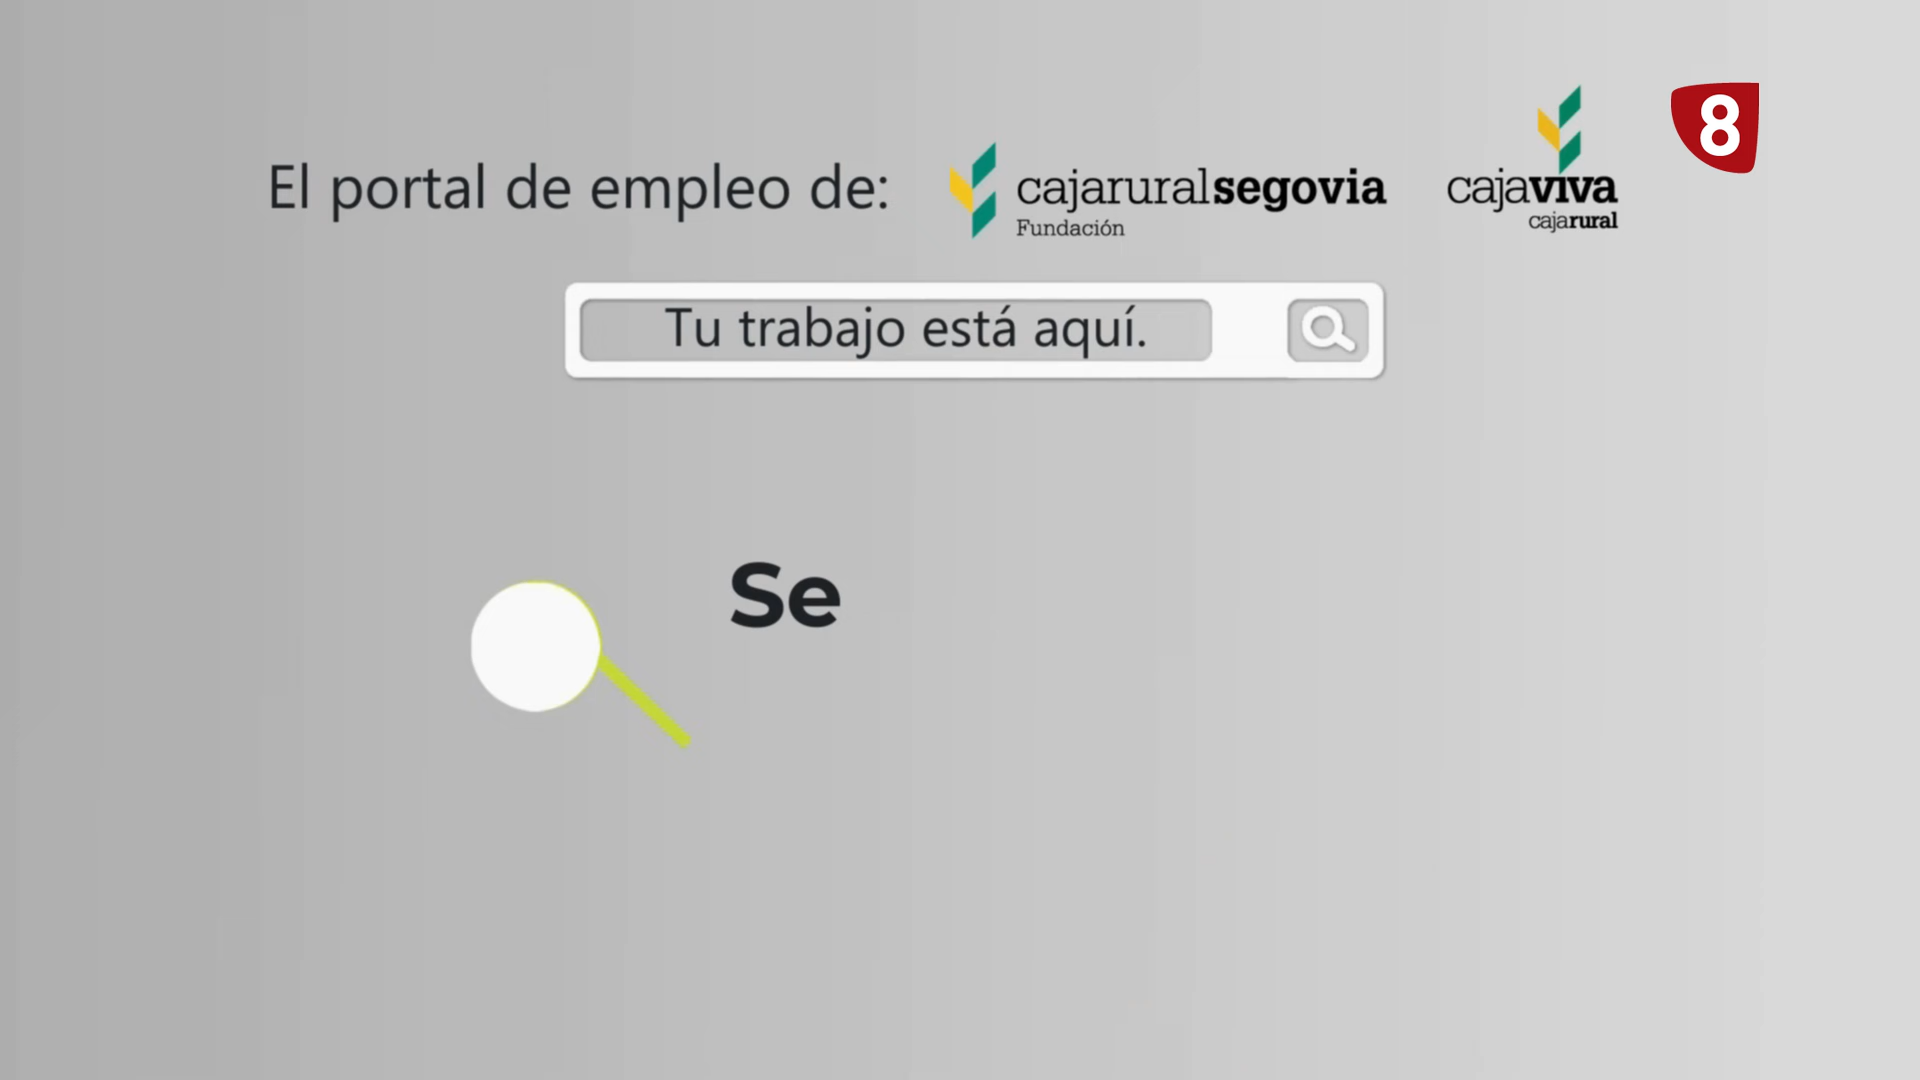 El portal de empleo de:
cajaruralsegovia
Fundación
cajaviva
cajarural
8
Tu trabajo está aquí.
Se